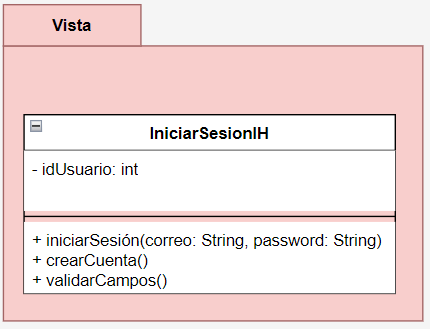 Vista
IniciarSesionIH
- idUsuario: int
+ iniciarSesión(correo: String, password: String)
+ crearCuenta()
+ validarCampos()